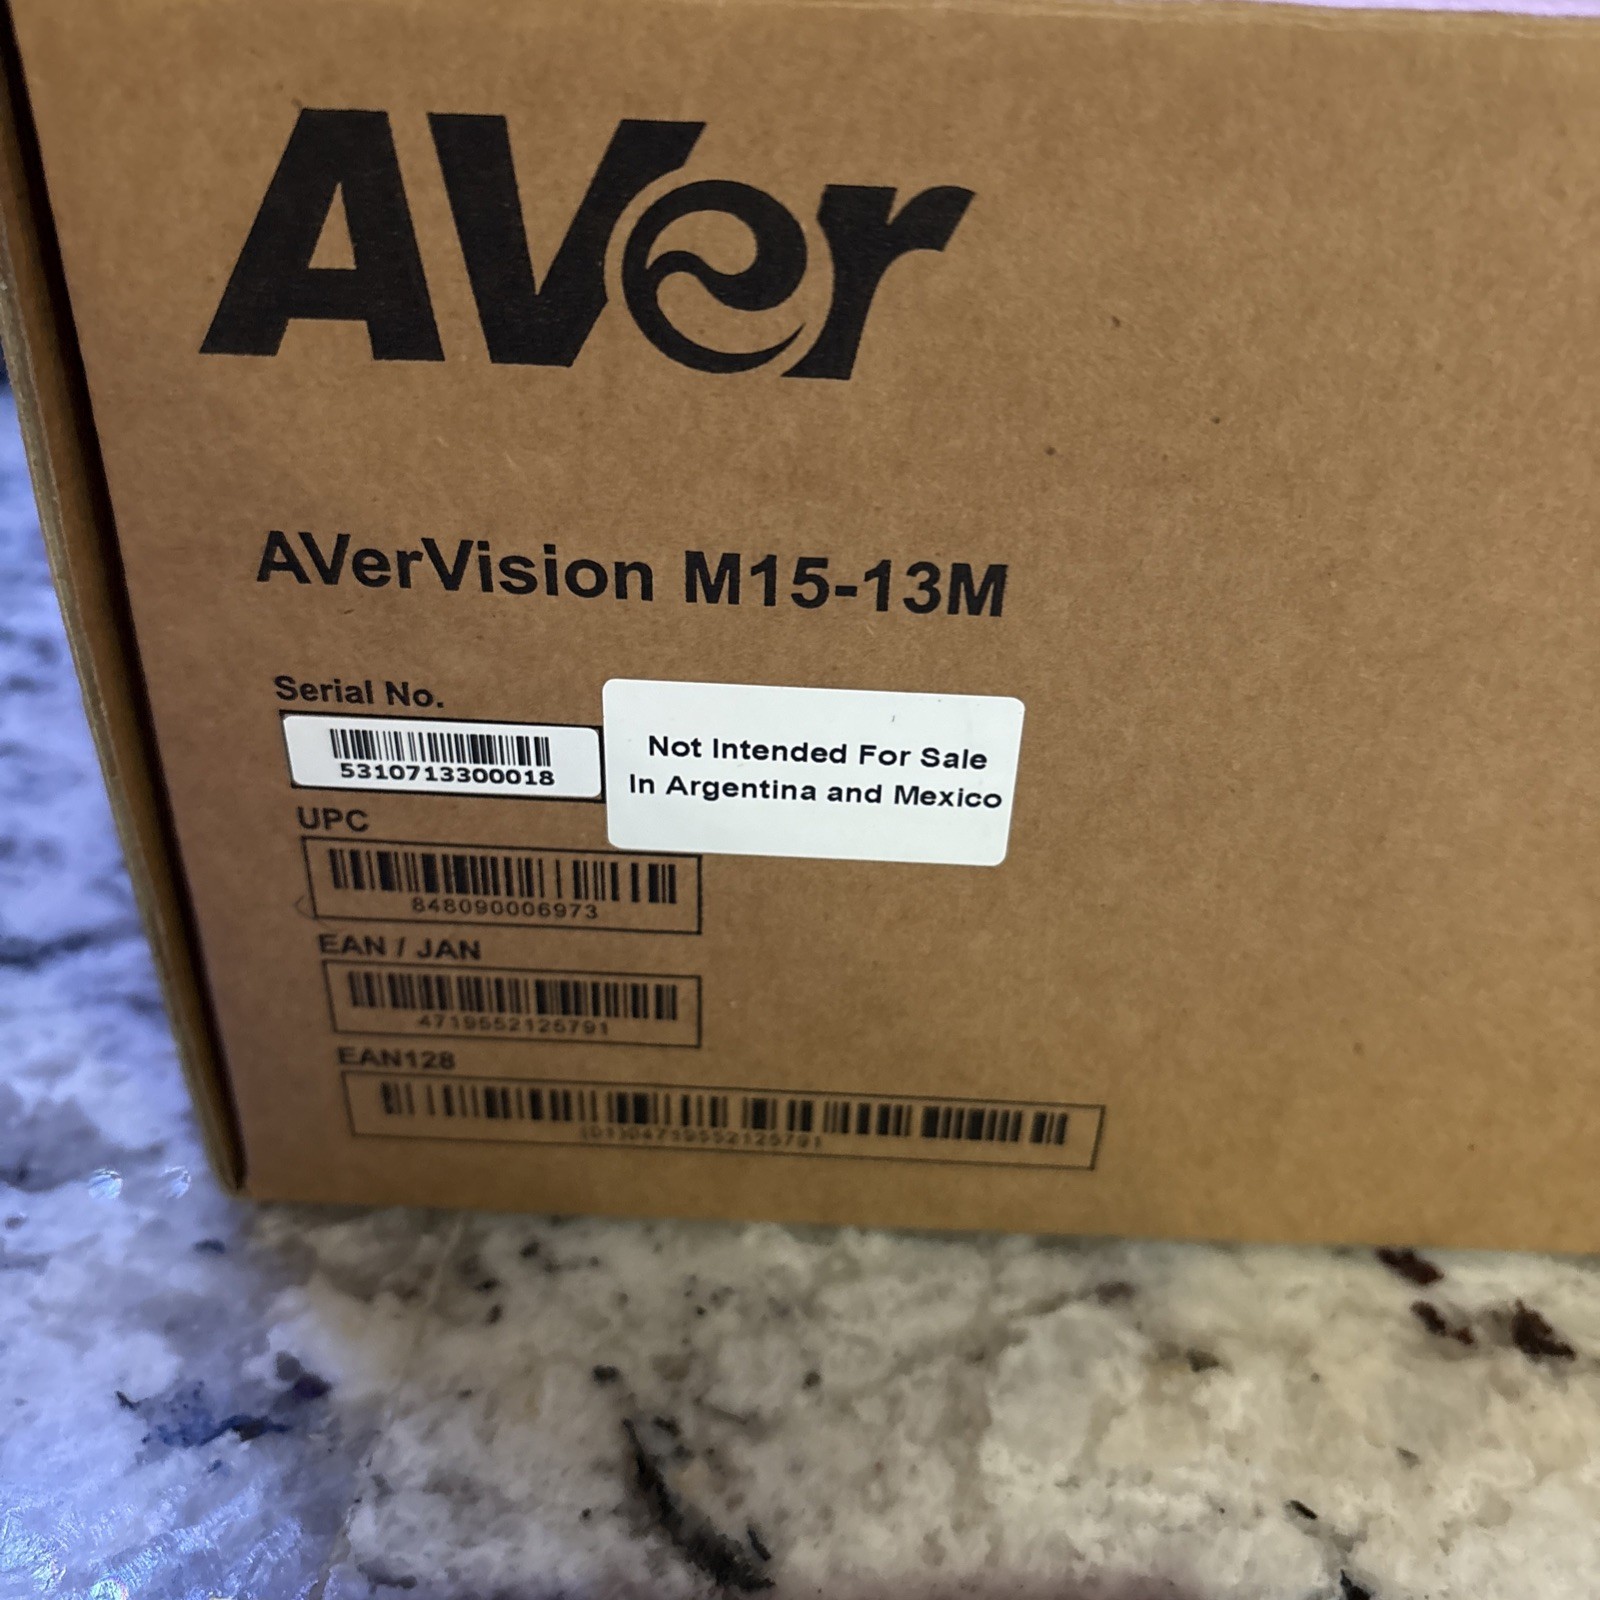 AVer
AVerVision M15-13M
Serial No.
5310713300018
Not Intended For Sale
In Argentina and Mexico
UPC
848090006973
EAN / JAN
4719552125791
EAN128
(01)04719552125791